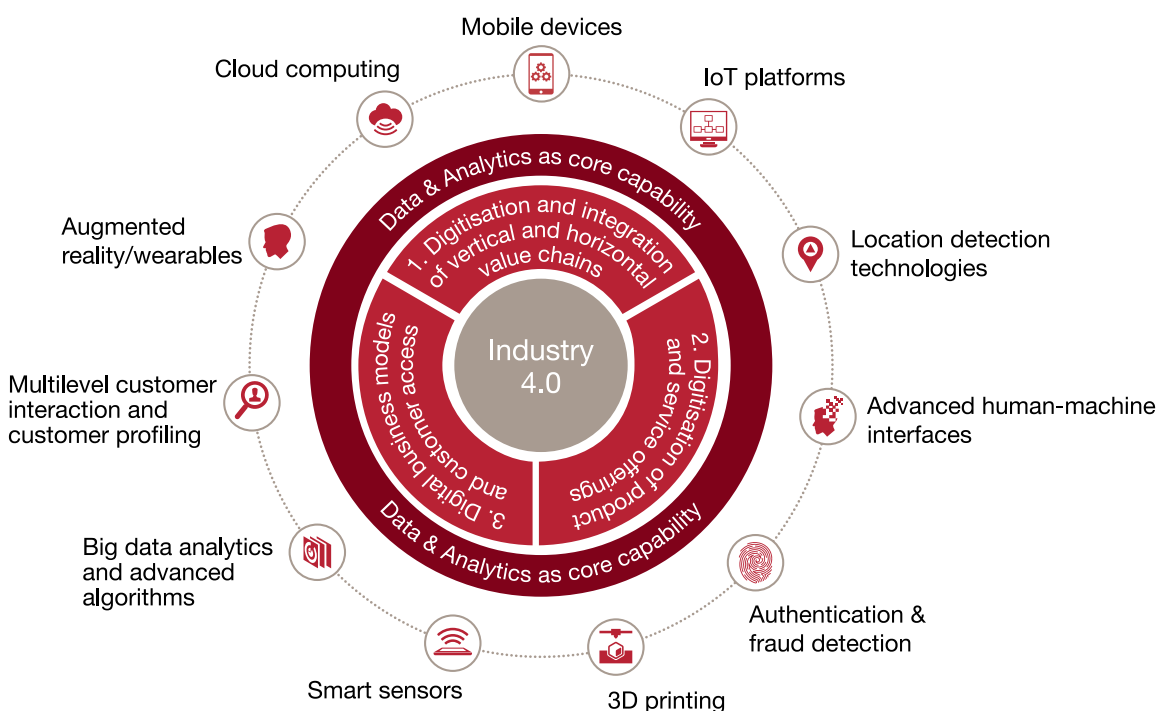 Mobile devices
Cloud computing
IoT platforms
Data & Analytics as core capability
1. Digitisation and integration
of vertical and horizontal
value chains
Augmented
reality/wearables
Location detection
technologies
Industry
4.0
2. Digitisation of product
and service offerings
3. Digital business models
and customer access
Multilevel customer
interaction and
customer profiling
Advanced human-machine
interfaces
Data & Analytics as core capability
Big data analytics
and advanced
algorithms
Authentication &
fraud detection
Smart sensors
3D printing